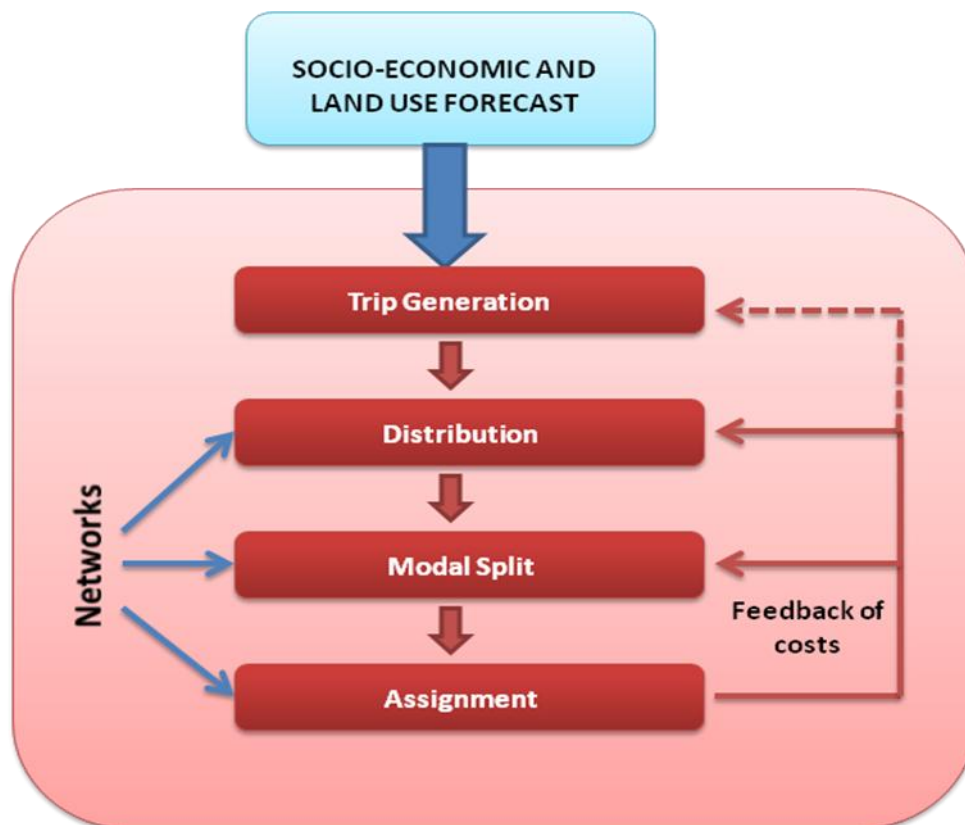 SOCIO-ECONOMIC AND
LAND USE FORECAST
Trip Generation
Distribution
Modal Split
Assignment
Networks
Feedback of
costs